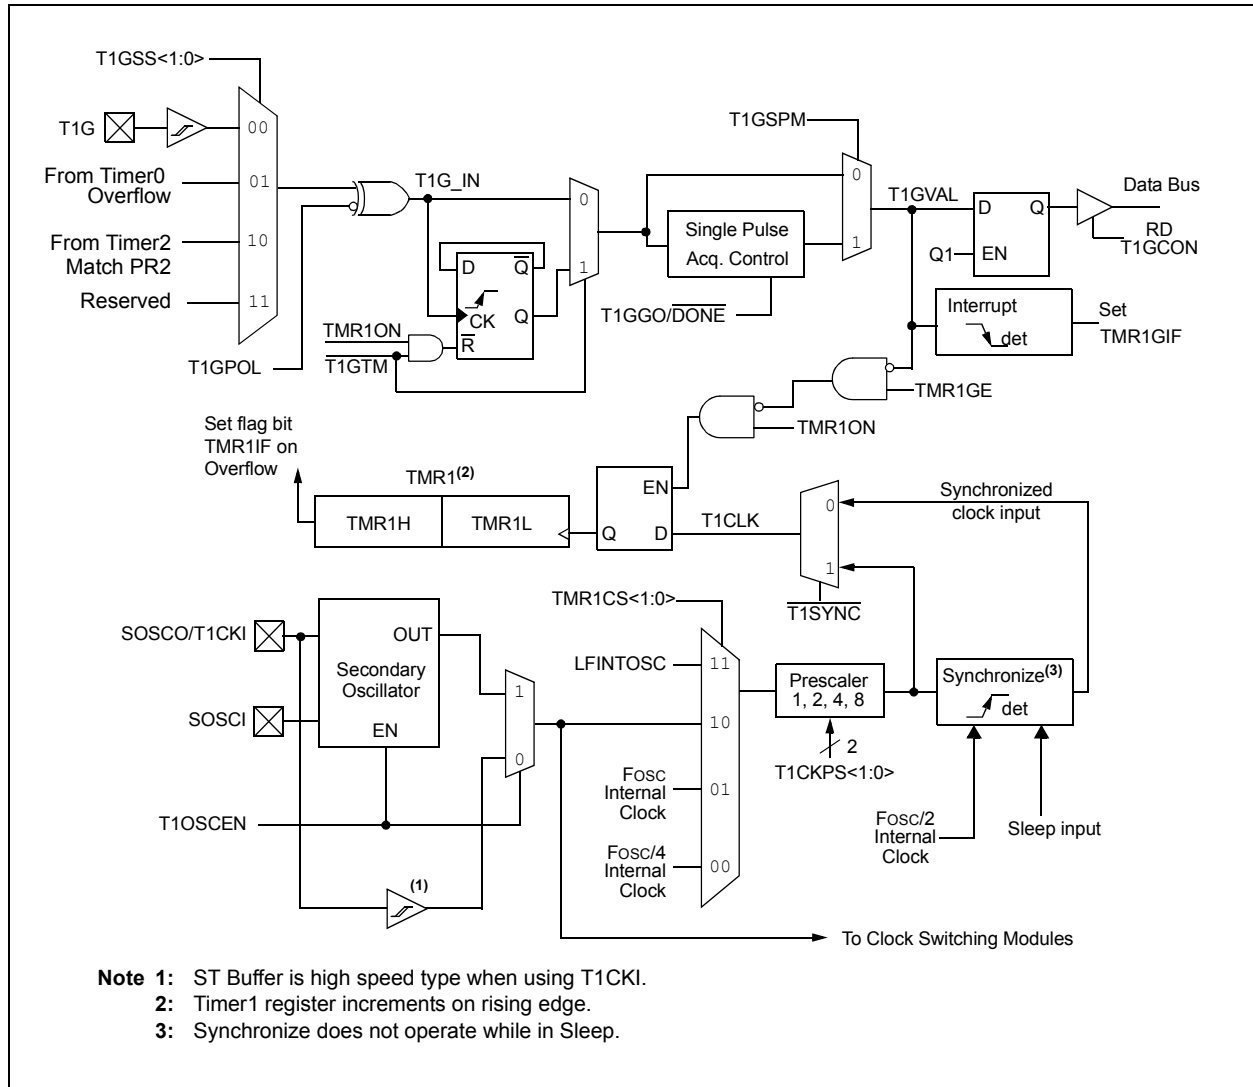 T1GSS<1:0>
T1G
00
From Timer0
Overflow
01
From Timer2
Match PR2
10
Reserved
11
T1GPOL
T1G_IN
D
Q
CK
Q
R
TMR1ON
T1GTM
0
1
T1GSPM
Single Pulse
Acq. Control
T1GGO/DONE
0
1
T1GVAL
D
Q
Q1
EN
Data Bus
RD
T1GCON
Interrupt
det
Set
TMR1GIF
TMR1GE
TMR1ON
Set flag bit
TMR1IF on
Overflow
TMR1(2)
TMR1H
TMR1L
EN
Q
D
T1CLK
0
1
T1SYNC
Synchronized
clock input
SOSCO/T1CKI
OUT
Secondary
Oscillator
SOSCI
EN
T1OSCEN
1
0
(1)
TMR1CS<1:0>
LFINTOSC
11
10
FOSC
Internal
Clock
01
FOSC/4
Internal
Clock
00
Prescaler
1, 2, 4, 8
2
T1CKPS<1:0>
Synchronize(3)
det
FOSC/2
Internal
Clock
Sleep input
To Clock Switching Modules
Note 1: ST Buffer is high speed type when using T1CKI.
2: Timer1 register increments on rising edge.
3: Synchronize does not operate while in Sleep.